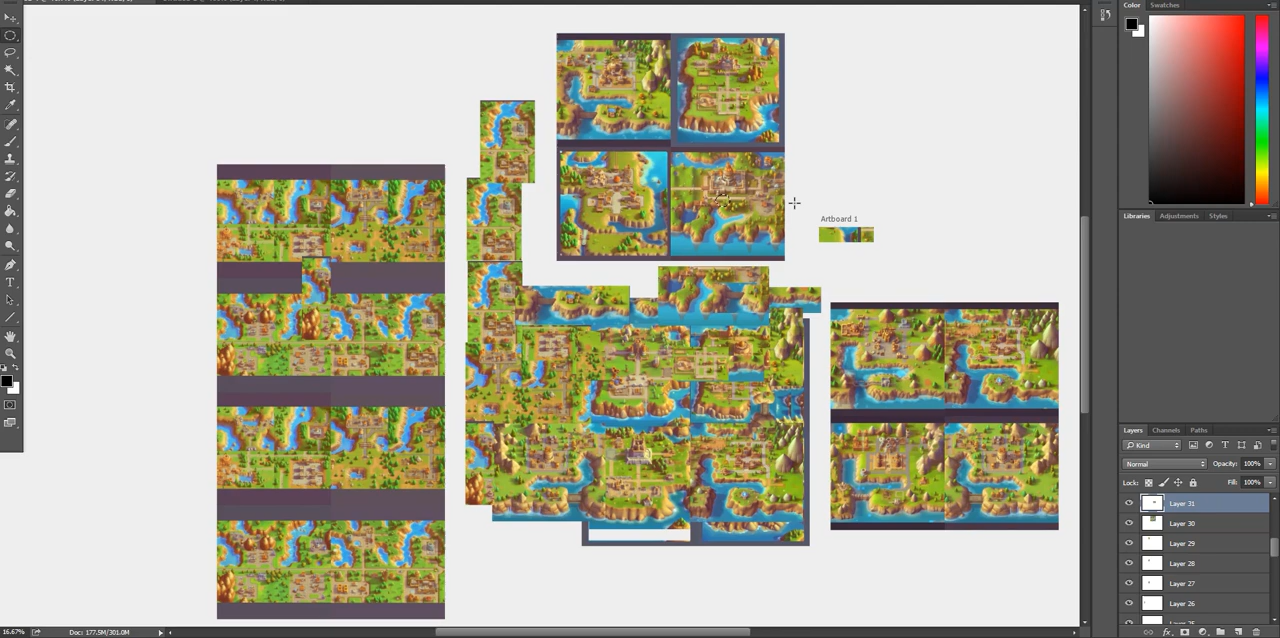 Color Swatches
Artboard 1
Libraries Adjustments Styles
Layers Channels Paths
Kind
Normal Opacity: 100%
Lock: Fill: 100%
Layer 31
Layer 30
Layer 29
Layer 28
Layer 27
Layer 26
16.67% Doc: 177.5M/301.0M